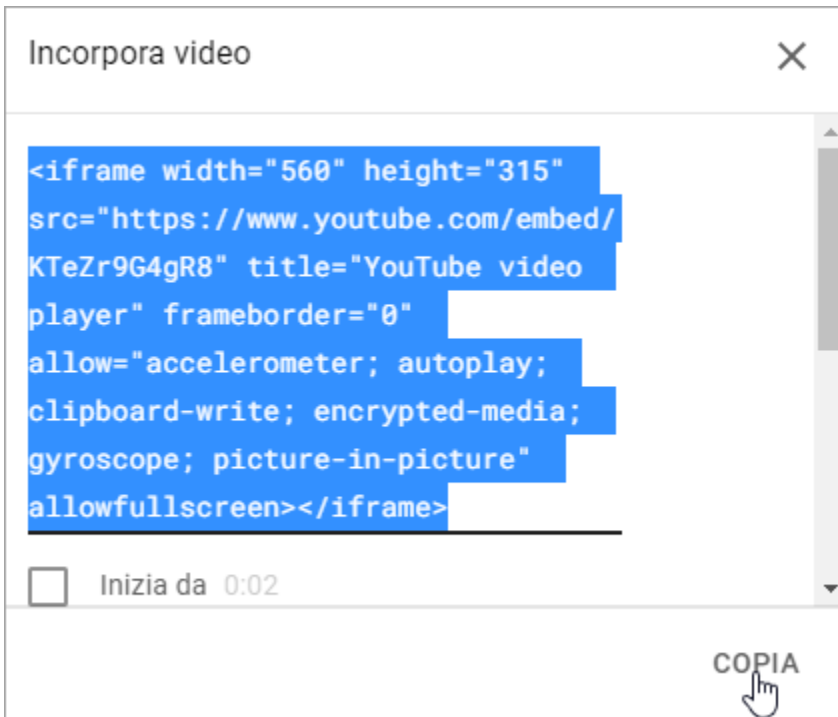 Incorpora video
<iframe width="560" height="315"
src="https://www.youtube.com/embed/
KTeZr9G4gR8" title="YouTube video
player" frameborder="0"
allow="accelerometer; autoplay;
clipboard-write; encrypted-media;
gyroscope; picture-in-picture"
allowfullscreen></iframe>
Inizia da 0:02
COPIA